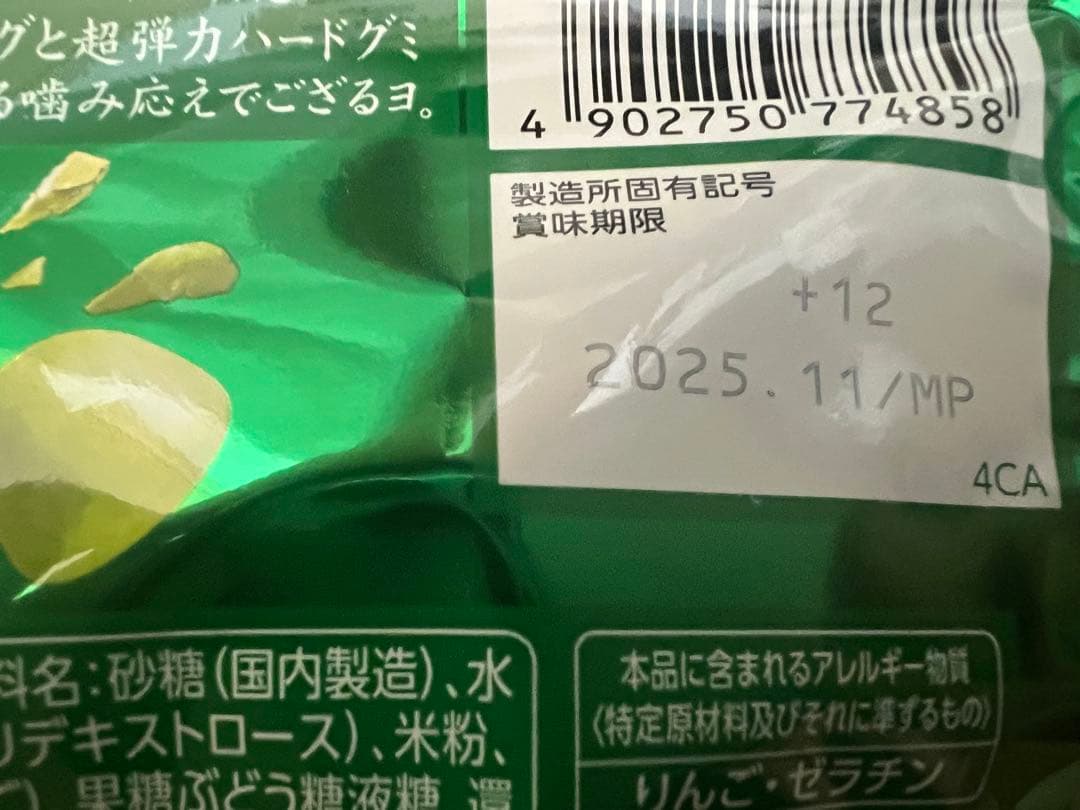 グと超弾力ハードグミ
る噛み応えでござるヨ。
4 902750 774858
製造所固有記号
賞味期限
+12
2025.11/MP
4CA
料名：砂糖（国内製造）、水
リデキストロース）、米粉、
果糖ぶどう糖液糖、還
本品に含まれるアレルギー物質
〈特定原材料及びそれに準ずるもの〉
りんご・ゼラチン